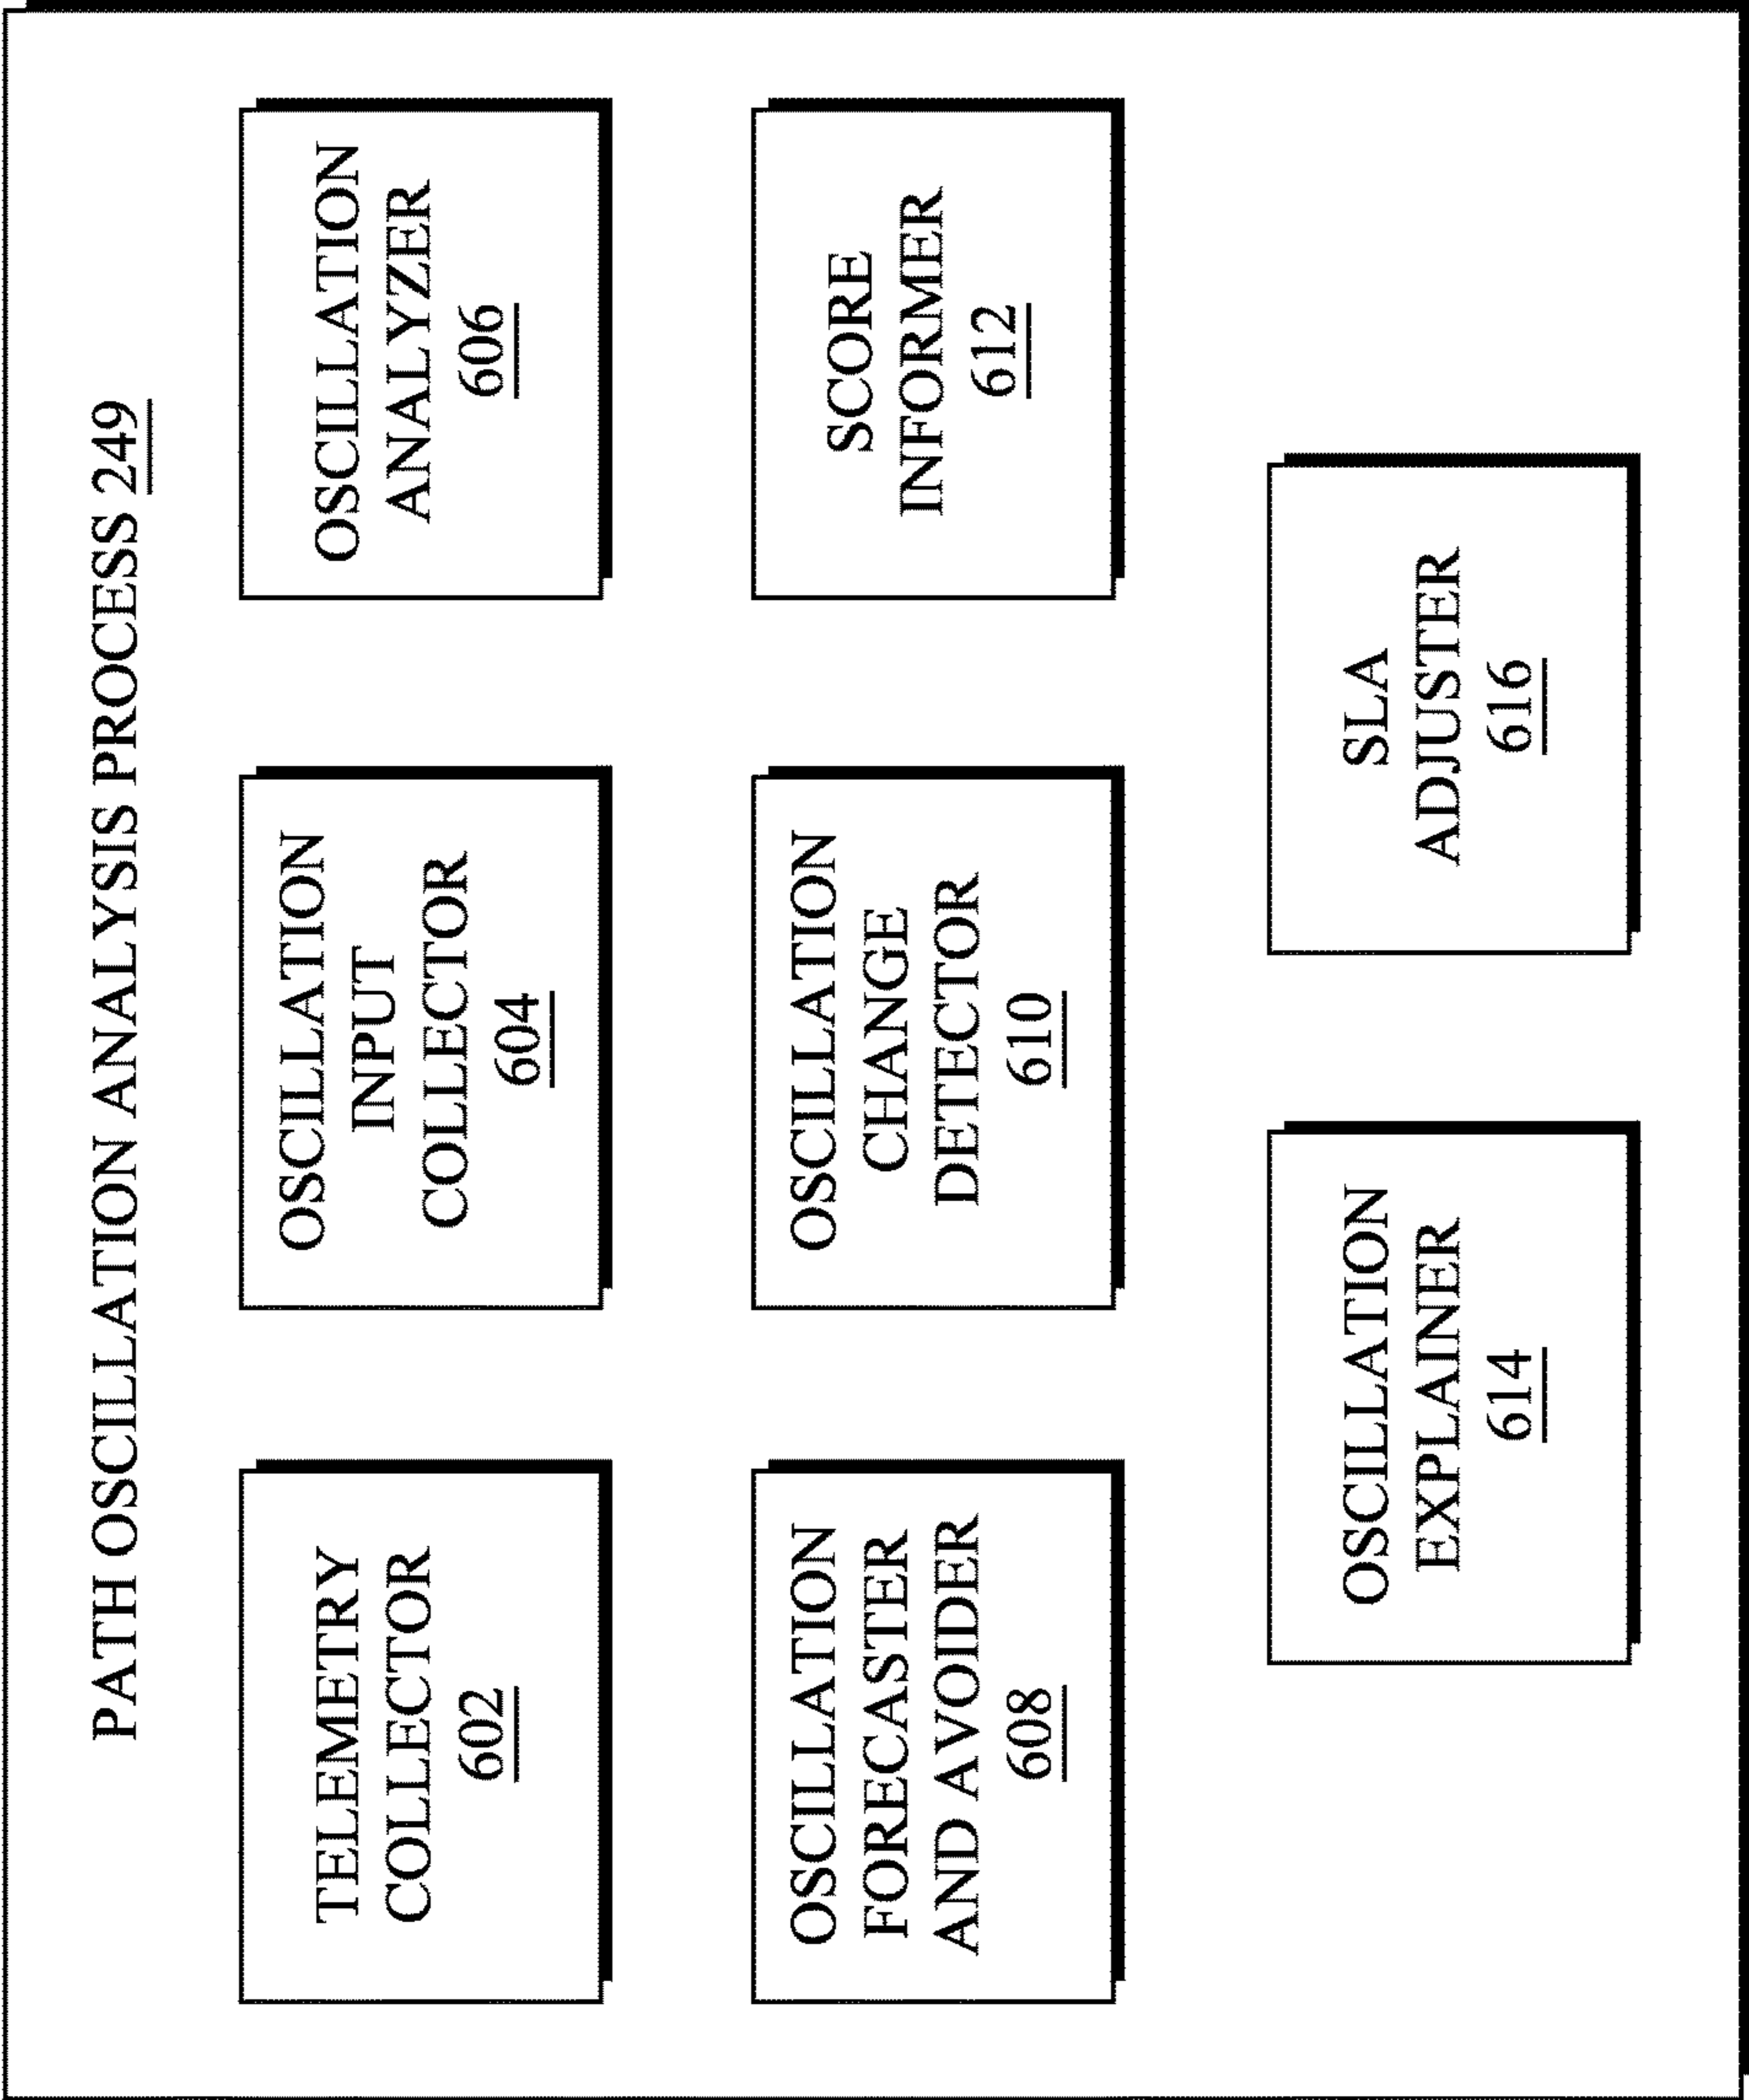 PATH OSCILLATION ANALYSIS PROCESS 249
TELEMETRY
COLLECTOR
602
OSCILLATION
INPUT
COLLECTOR
604
OSCILLATION
ANALYZER
606
OSCILLATION
FORECASTER
AND AVOIDER
608
OSCILLATION
CHANGE
DETECTOR
610
SCORE
INFORMER
612
OSCILLATION
EXPLAINER
614
SLA
ADJUSTER
616